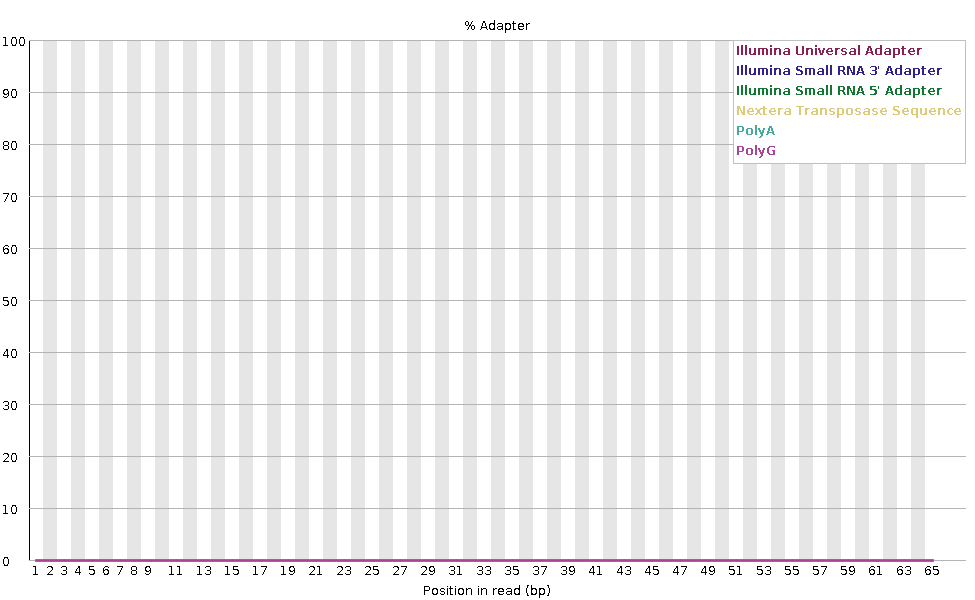 % Adapter
100
90
80
70
60
50
40
30
20
10
0
Illumina Universal Adapter
Illumina Small RNA 3' Adapter
Illumina Small RNA 5' Adapter
Nextera Transposase Sequence
PolyA
PolyG
1 2 3 4 5 6 7 8 9 11 13 15 17 19 21 23 25 27 29 31 33 35 37 39 41 43 45 47 49 51 53 55 57 59 61 63 65
Position in read (bp)